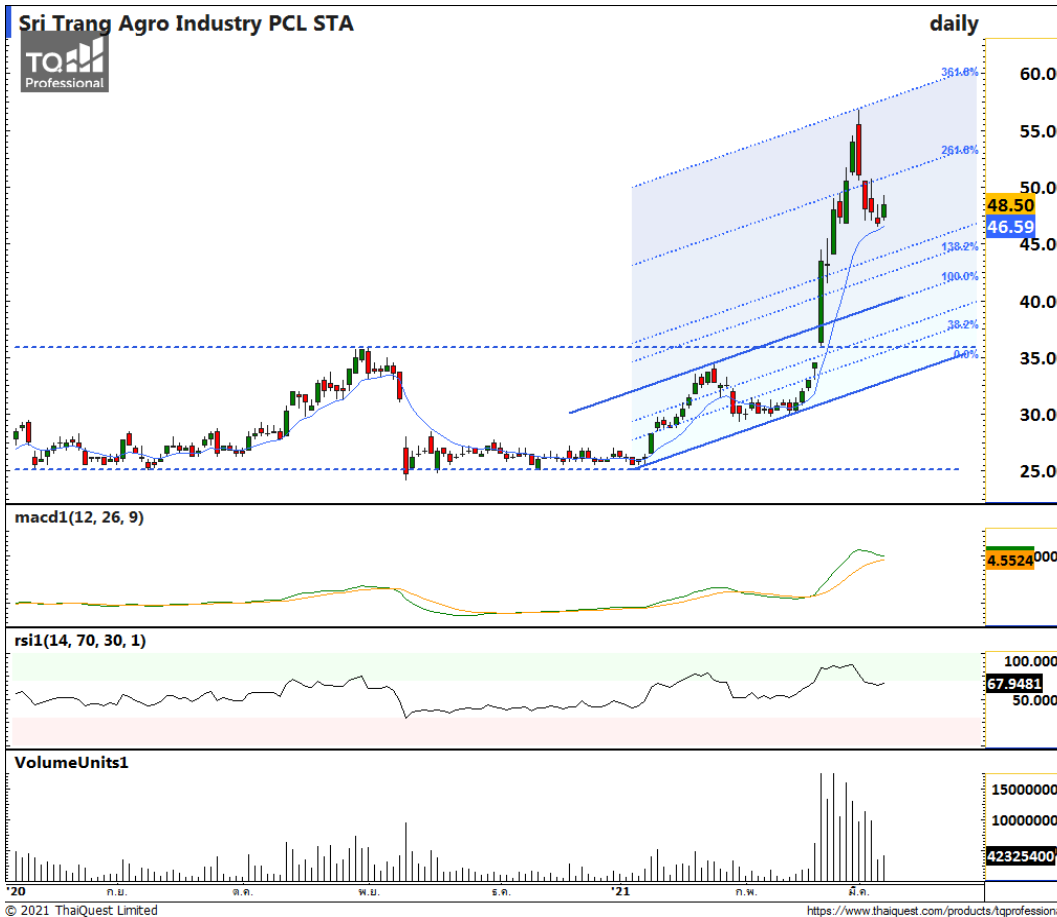 Sri Trang Agro Industry PCL STA
daily
TQ
Professional
361.8%
60.00
55.0
261.8%
50.0
48.50
46.59
45.0
138.2%
100.0%
40.0
38.2%
0.0%
35.0
30.0
25.0
macd1(12, 26, 9)
4.5524
rsi1(14, 70, 30, 1)
100.000
67.9481
50.000
VolumeUnits1
15000000
10000000
42325400
'20 ก.ย. ต.ค. พ.ย. ธ.ค. '21 ก.พ. มี.ค.
© 2021 ThaiQuest Limited
https://www.thaiquest.com/products/tqprofession